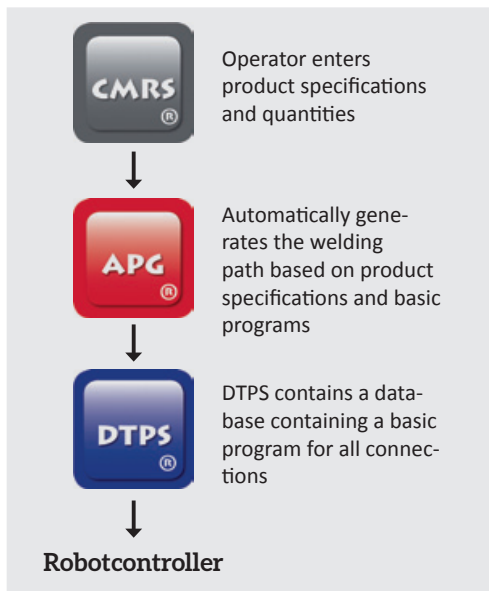 CMRS
®
Operator enters
product specifications
and quantities
APG
®
Automatically gene-
rates the welding
path based on product
specifications and basic
programs
DTPS
®
DTPS contains a data-
base containing a basic
program for all connec-
tions
Robotcontroller